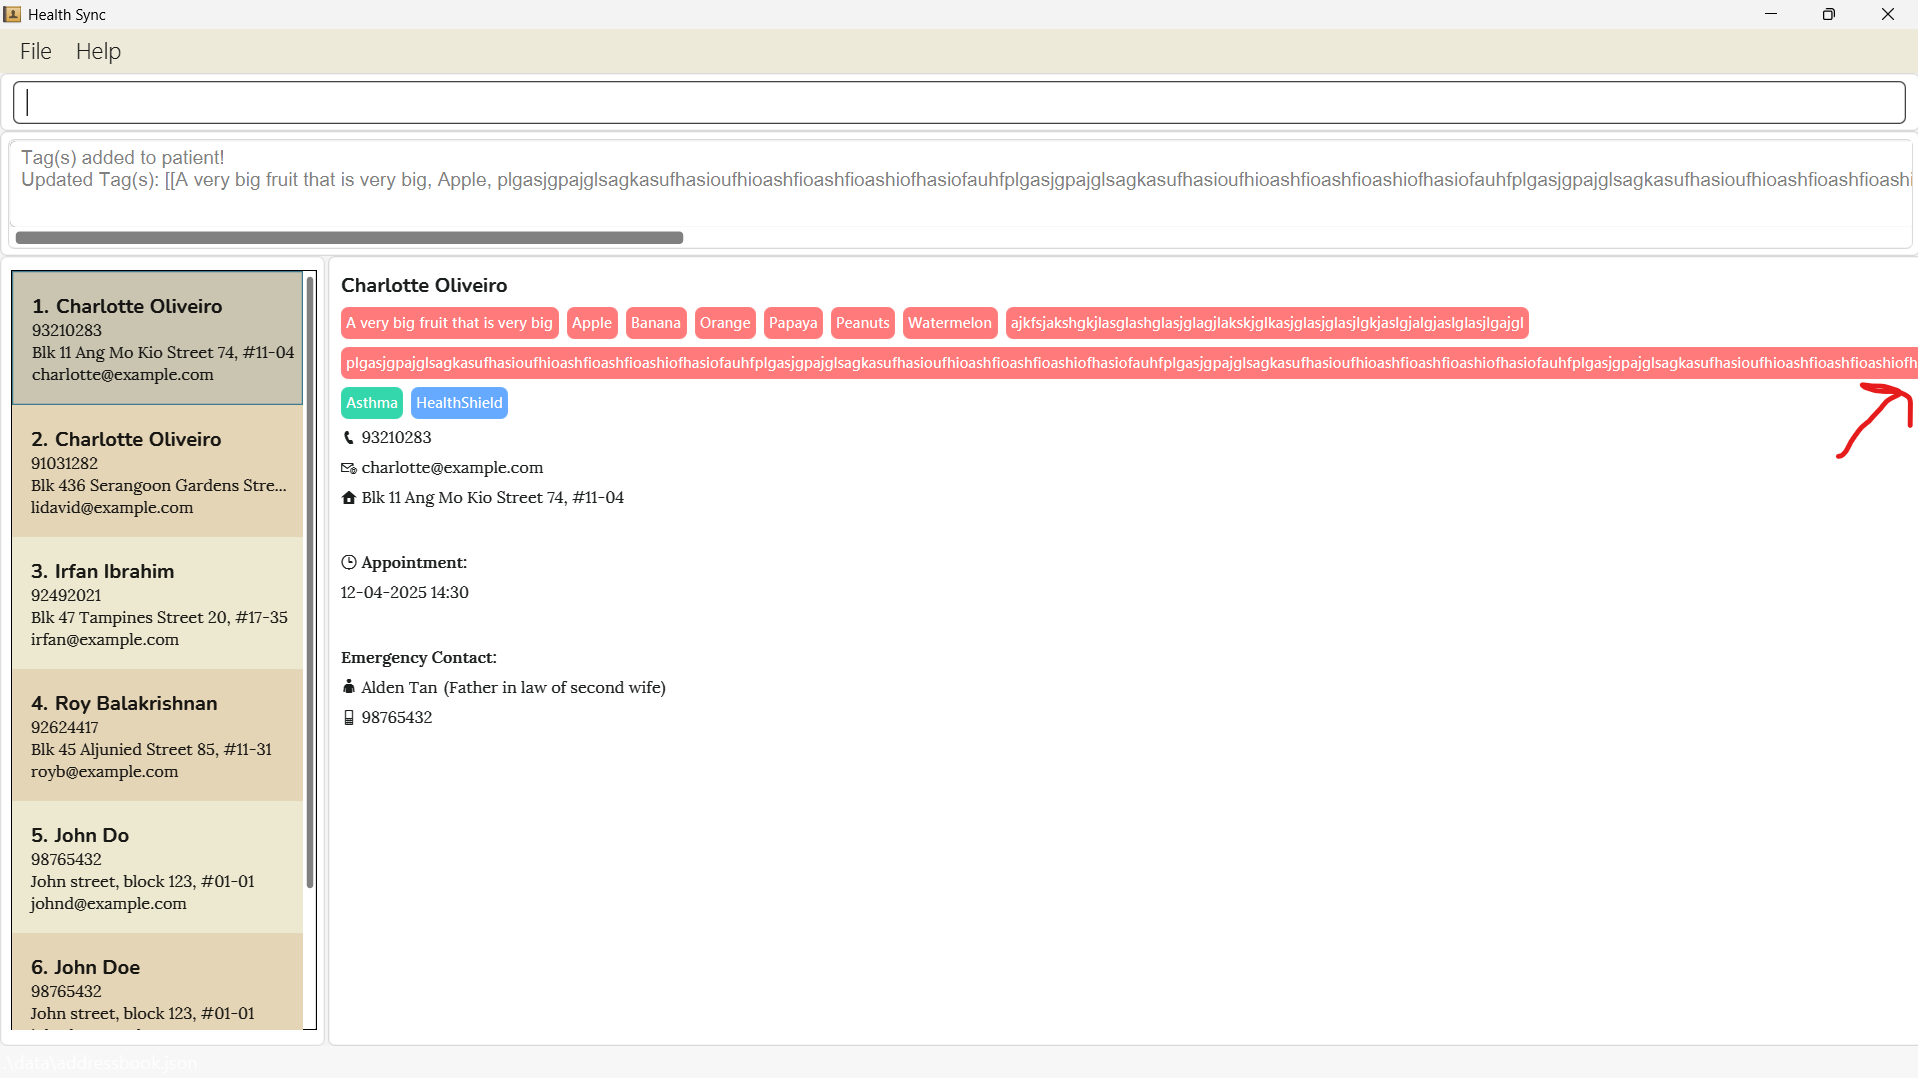 Health Sync
File Help
Tag(s) added to patient!
Updated Tag(s): [[A very big fruit that is very big, Apple, plgasjgpajglsagkasufhasioufhioashfioashfioashiofhasiofauhfplgasjgpajglsagkasufhasioufhioashfioashfioashiofhasiofauhfplgasjgpajglsagkasufhasioufhioashfioashfioashi
1. Charlotte Oliveiro
93210283
Blk 11 Ang Mo Kio Street 74, #11-04
charlotte@example.com
2. Charlotte Oliveiro
91031282
Blk 436 Serangoon Gardens Stre...
lidavid@example.com
3. Irfan Ibrahim
92492021
Blk 47 Tampines Street 20, #17-35
irfan@example.com
4. Roy Balakrishnan
92624417
Blk 45 Aljunied Street 85, #11-31
royb@example.com
5. John Do
98765432
John street, block 123, #01-01
johnd@example.com
6. John Doe
98765432
John street, block 123, #01-01
Charlotte Oliveiro
A very big fruit that is very big Apple Banana Orange Papaya Peanuts Watermelon ajkfsjakshgkjlasglashglasjglagjlakskjglkasjglasjglasjlgkjaslgjalgjaslglasjlgajgl
plgasjgpajglsagkasufhasioufhioashfioashfioashiofhasiofauhfplgasjgpajglsagkasufhasioufhioashfioashfioashiofhasiofauhfplgasjgpajglsagkasufhasioufhioashfioashfioashiofhasiofauhfplgasjgpajglsagkasufhasioufhioashfioashfioashiofh
Asthma HealthShield
93210283
charlotte@example.com
Blk 11 Ang Mo Kio Street 74, #11-04
Appointment:
12-04-2025 14:30
Emergency Contact:
Alden Tan (Father in law of second wife)
98765432
.\data\addressbook.json